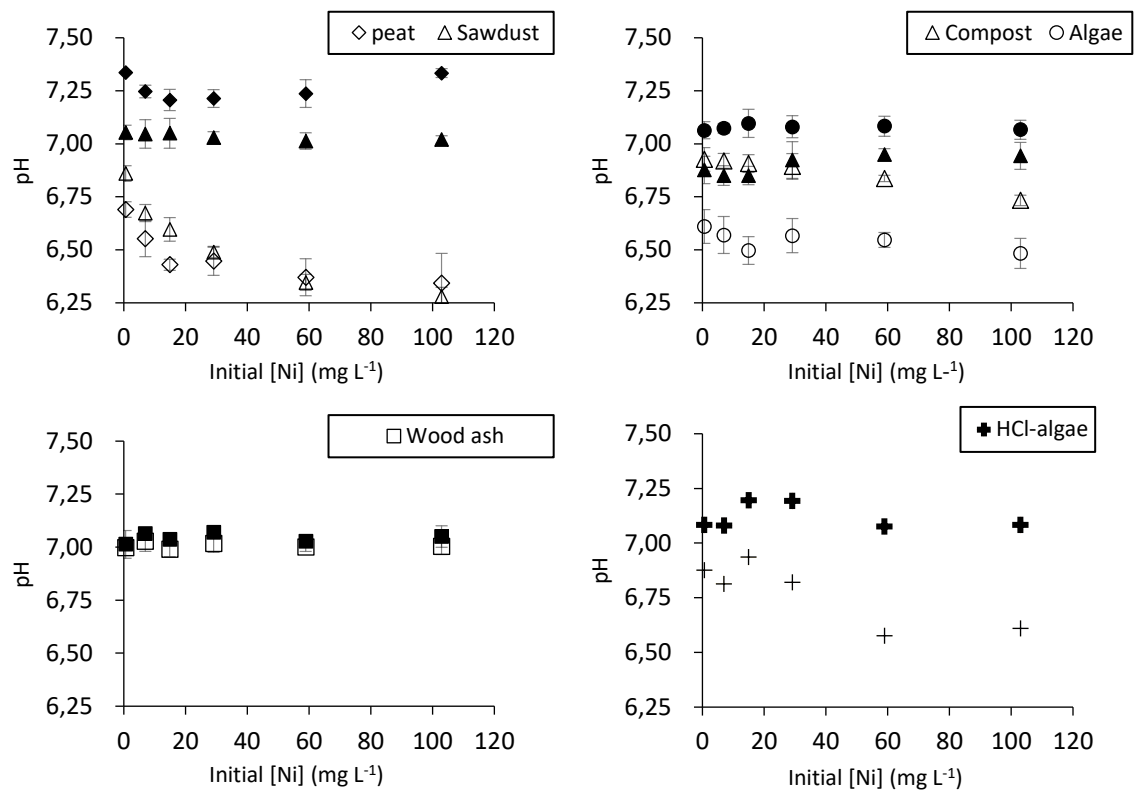 peat Sawdust
7,50
7,25
7,00
6,75
6,50
6,25
pH
0 20 40 60 80 100 120
Initial [Ni] (mg L⁻¹)
Compost Algae
7,50
7,25
7,00
6,75
6,50
6,25
pH
0 20 40 60 80 100 120
Initial [Ni] (mg L-¹)
Wood ash
7,50
7,25
7,00
6,75
6,50
6,25
pH
0 20 40 60 80 100 120
Initial [Ni] (mg L⁻¹)
HCl-algae
7,50
7,25
7,00
6,75
6,50
6,25
pH
0 20 40 60 80 100 120
Initial [Ni] (mg L⁻¹)